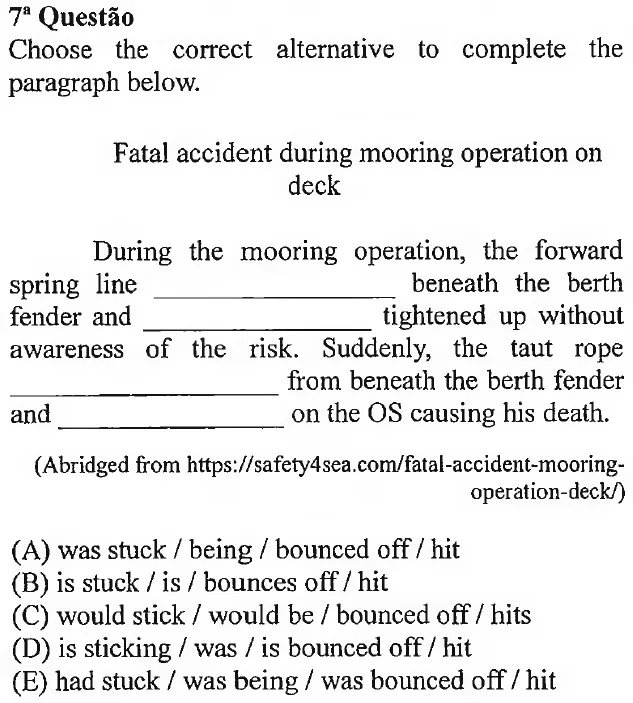 7ª Questão
Choose the correct alternative to complete the
paragraph below.
Fatal accident during mooring operation on
deck
During the mooring operation, the forward
spring line ____________________ beneath the berth
fender and ____________________ tightened up without
awareness of the risk. Suddenly, the taut rope
____________________ from beneath the berth fender
and ____________________ on the OS causing his death.
(Abridged from https://safety4sea.com/fatal-accident-mooring-
operation-deck/)
(A) was stuck / being / bounced off / hit
(B) is stuck / is / bounces off / hit
(C) would stick / would be / bounced off / hits
(D) is sticking / was / is bounced off / hit
(E) had stuck / was being / was bounced off / hit